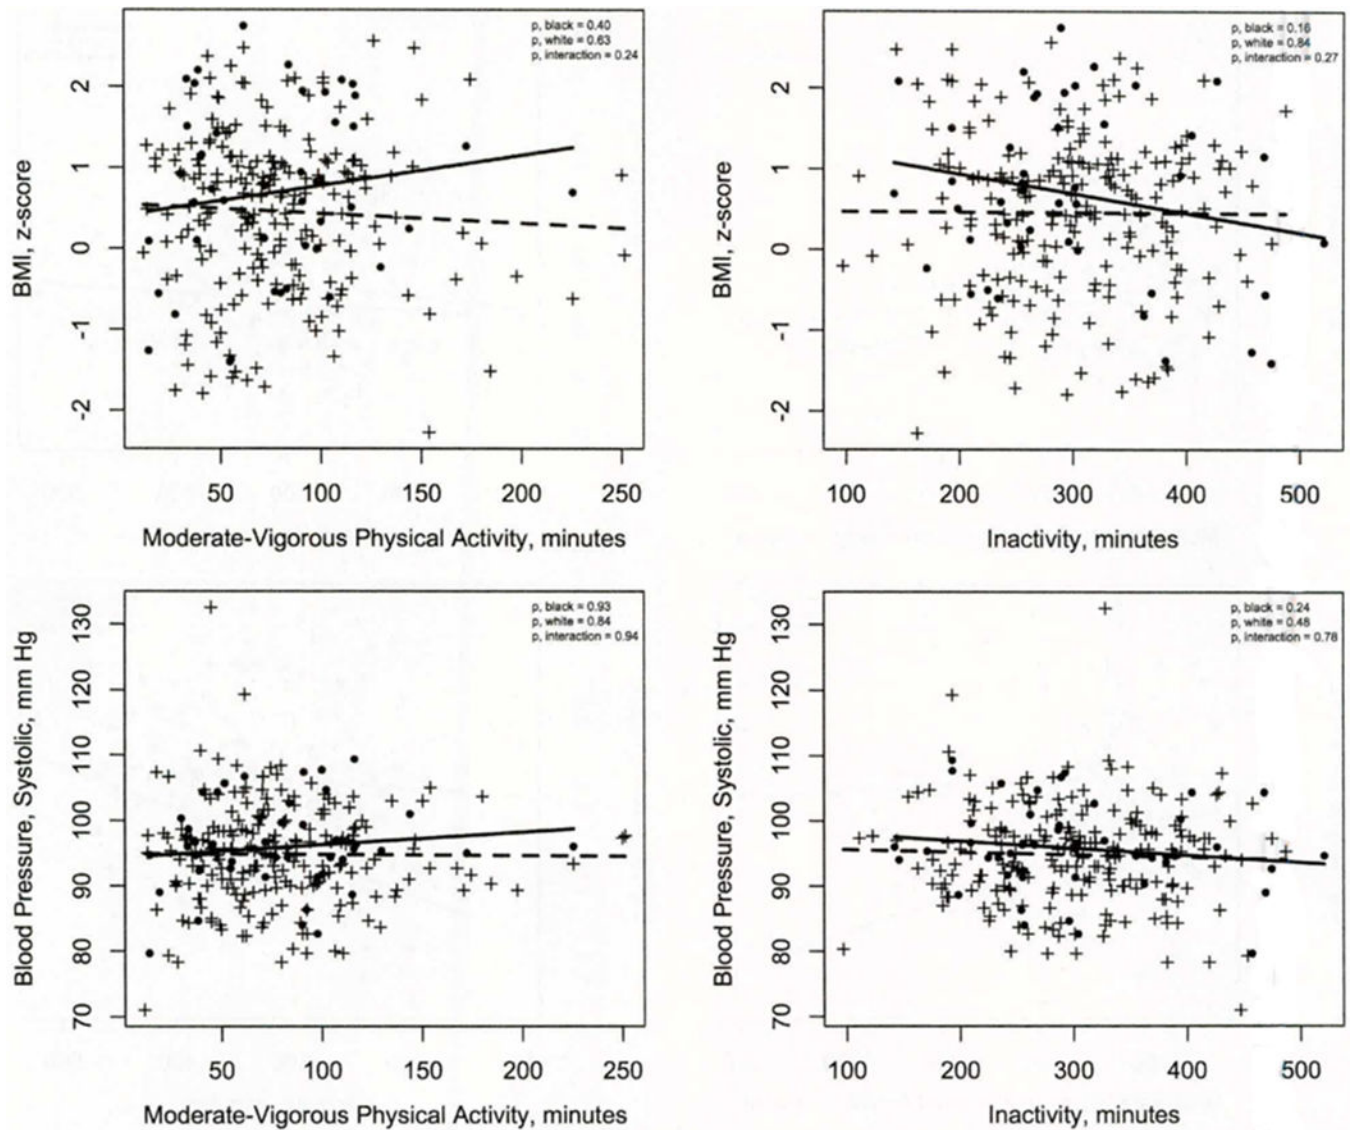 p, black = 0.40
p, white = 0.63
p, interaction = 0.24
BMI, z-score
2
1
0
-1
-2
50 100 150 200 250
Moderate-Vigorous Physical Activity, minutes
p, black = 0.16
p, white = 0.84
p, interaction = 0.27
BMI, z-score
2
1
0
-1
-2
100 200 300 400 500
Inactivity, minutes
p, black = 0.93
p, white = 0.84
p, interaction = 0.94
Blood Pressure, Systolic, mm Hg
130
120
110
100
90
80
70
50 100 150 200 250
Moderate-Vigorous Physical Activity, minutes
p, black = 0.24
p, white = 0.48
p, interaction = 0.78
Blood Pressure, Systolic, mm Hg
130
120
110
100
90
80
70
100 200 300 400 500
Inactivity, minutes